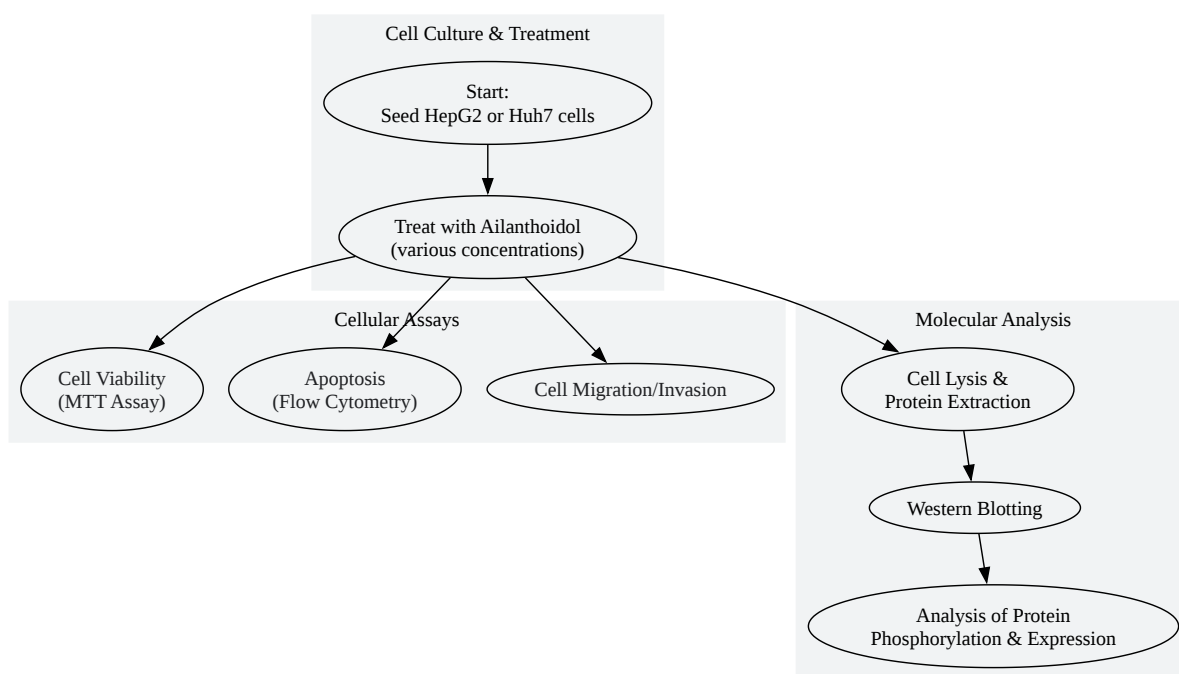 Cell Culture & Treatment
Start:
Seed HepG2 or Huh7 cells
Treat with Ailanthoidol
(various concentrations)
Cellular Assays
Cell Viability
(MTT Assay)
Apoptosis
(Flow Cytometry)
Cell Migration/Invasion
Molecular Analysis
Cell Lysis &
Protein Extraction
Western Blotting
Analysis of Protein
Phosphorylation & Expression